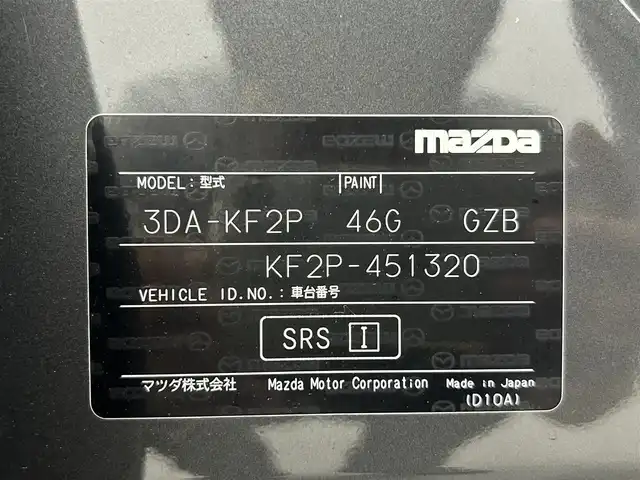 mazda
MODEL: 型式 |PAINT|
3DA-KF2P 46G GZB
KF2P-451320
VEHICLE ID.NO.: 車台番号
SRS I
マツダ株式会社 Mazda Motor Corporation Made in Japan
(D10A)